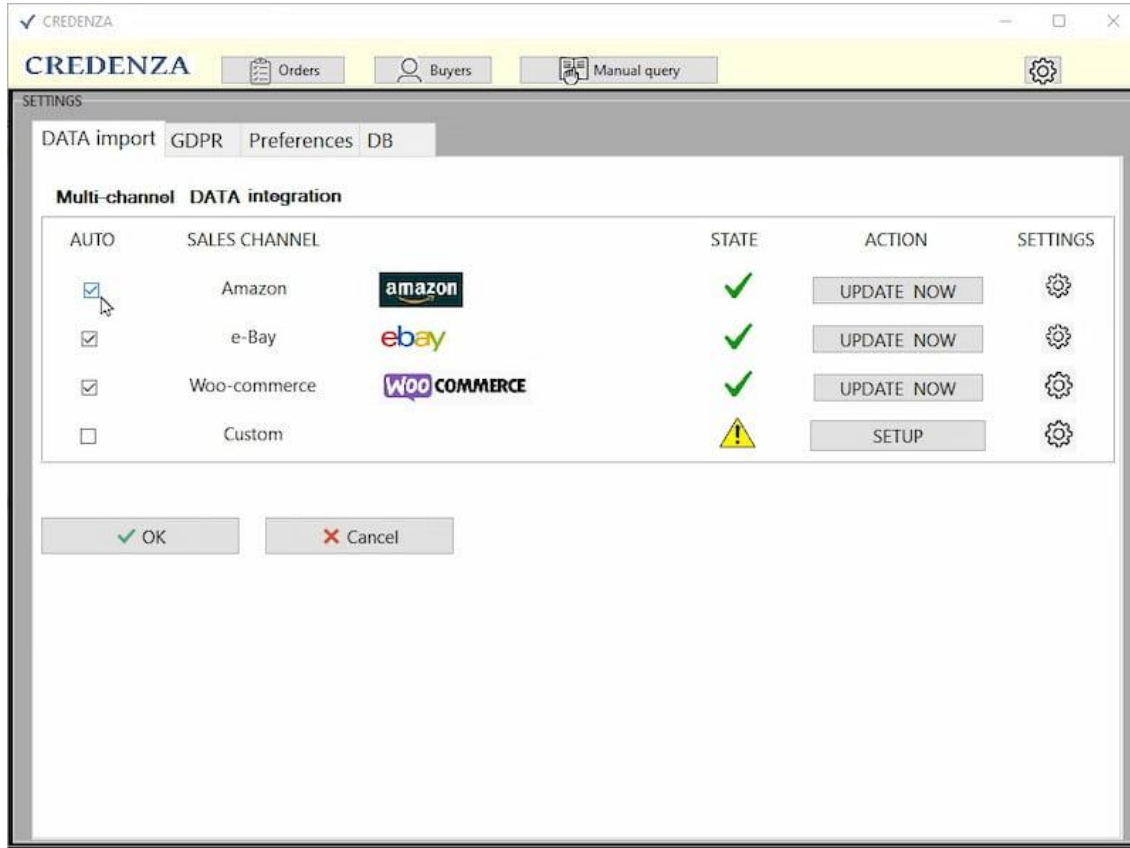 CREDENZA
CREDENZA Orders Buyers Manual query
SETTINGS
DATA import GDPR Preferences DB
Multi-channel DATA integration
AUTO SALES CHANNEL STATE ACTION SETTINGS
Amazon amazon UPDATE NOW
e-Bay ebay UPDATE NOW
Woo-commerce WOO COMMERCE UPDATE NOW
Custom SETUP
OK Cancel